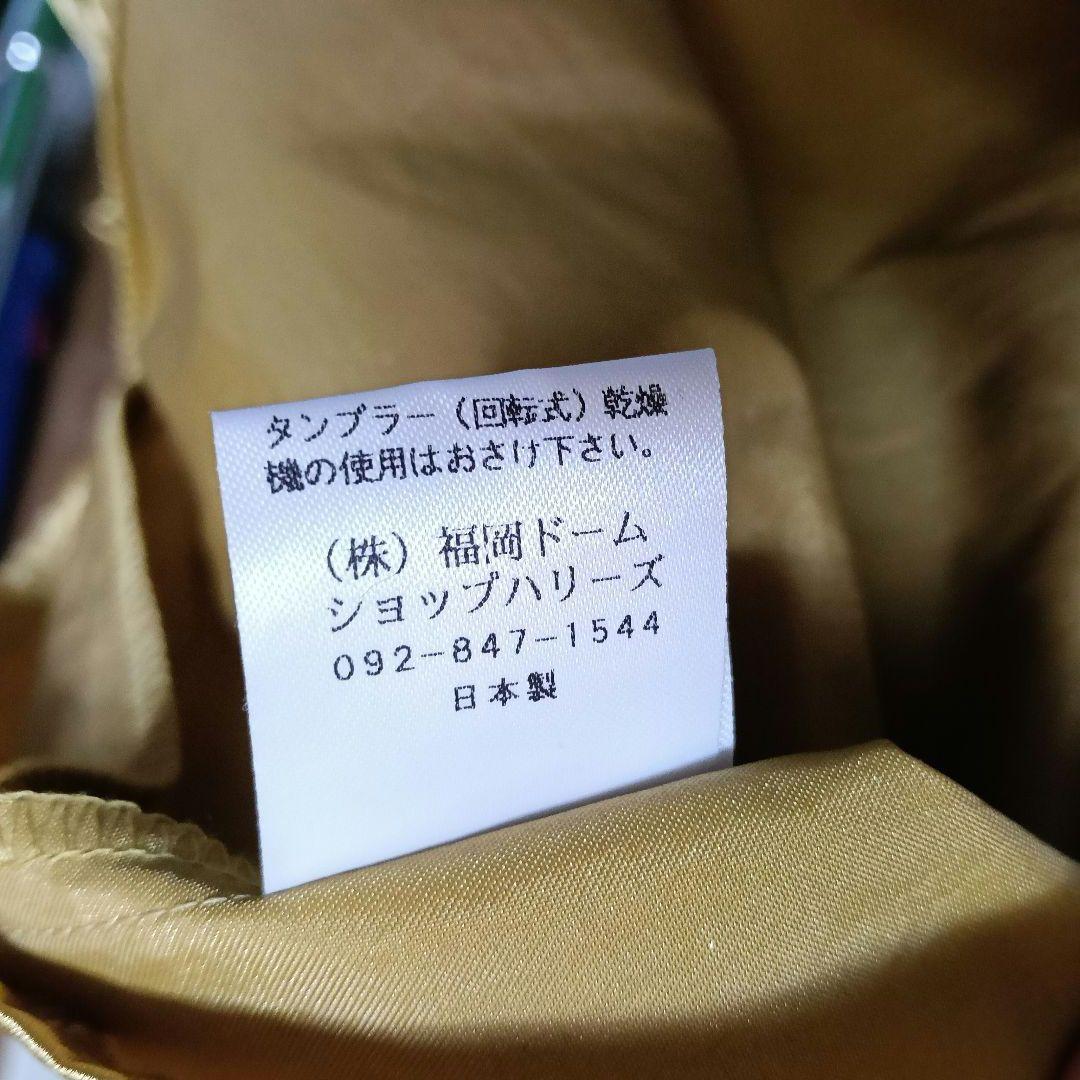 タンブラー（回転式）乾燥
機の使用はおさけ下さい。
（株）福岡ドーム
ショップハリーズ
092-847-1544
日本製